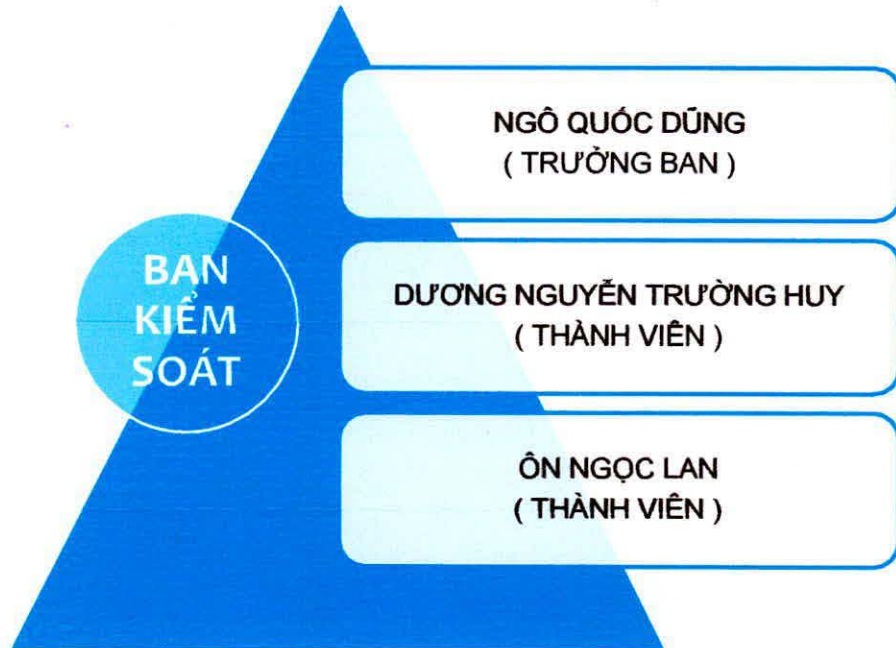 BAN
KIỂM
SOÁT
NGÔ QUỐC DŨNG
( TRƯỞNG BAN )
DƯƠNG NGUYỄN TRƯỜNG HUY
( THÀNH VIÊN )
ÔN NGỌC LAN
( THÀNH VIÊN )